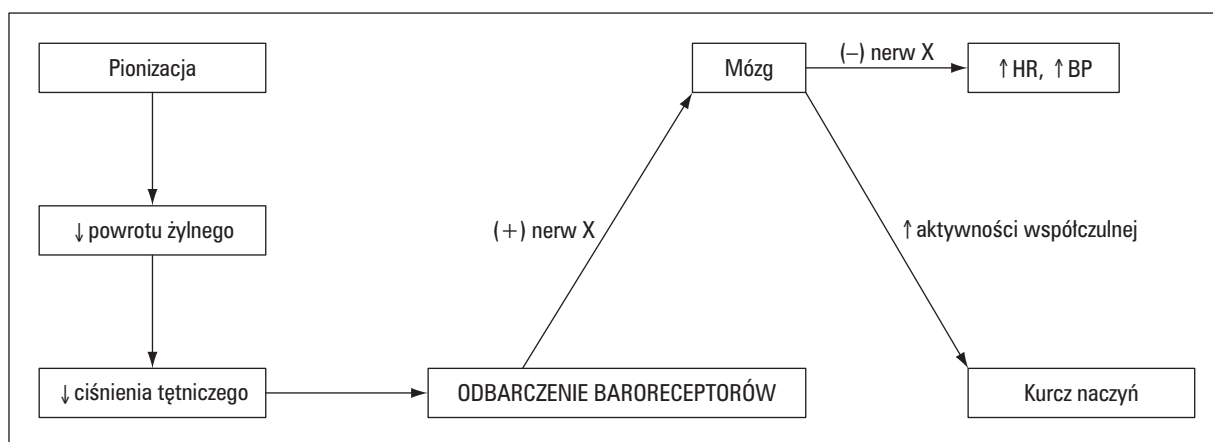 Pionizacja
↓ powrotu żylnego
↓ ciśnienia tętniczego
ODBARCZENIE BARORECEPTORÓW
(+) nerw X
Mózg
(–) nerw X
↑ HR, ↑ BP
↑ aktywności współczulnej
Kurcz naczyń